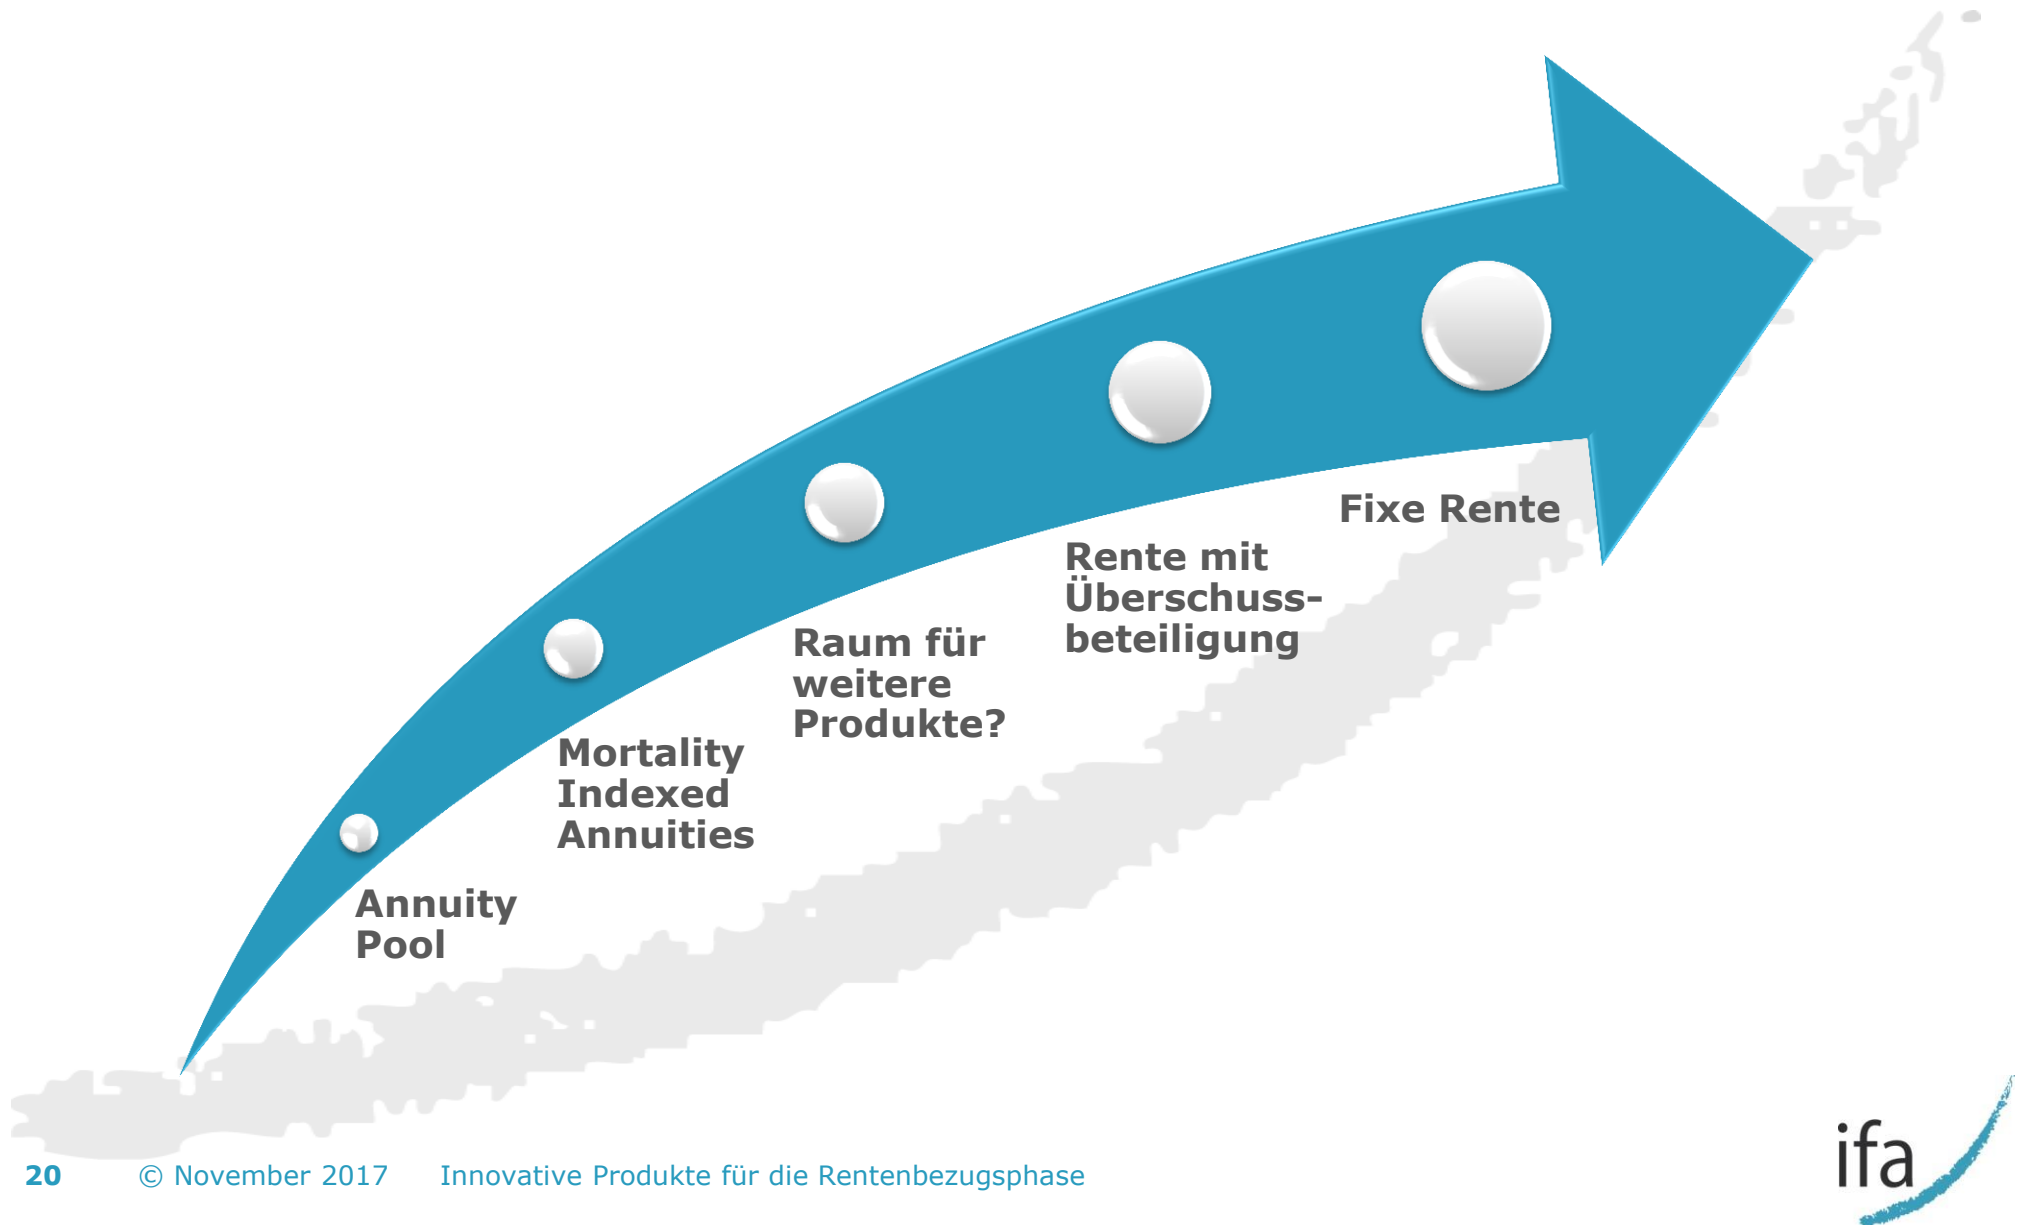 Fixe Rente
Rente mit
Überschuss-
beteiligung
Raum für
weitere
Produkte?
Mortality
Indexed
Annuities
Annuity
Pool
20 © November 2017 Innovative Produkte für die Rentenbezugsphase
ifa